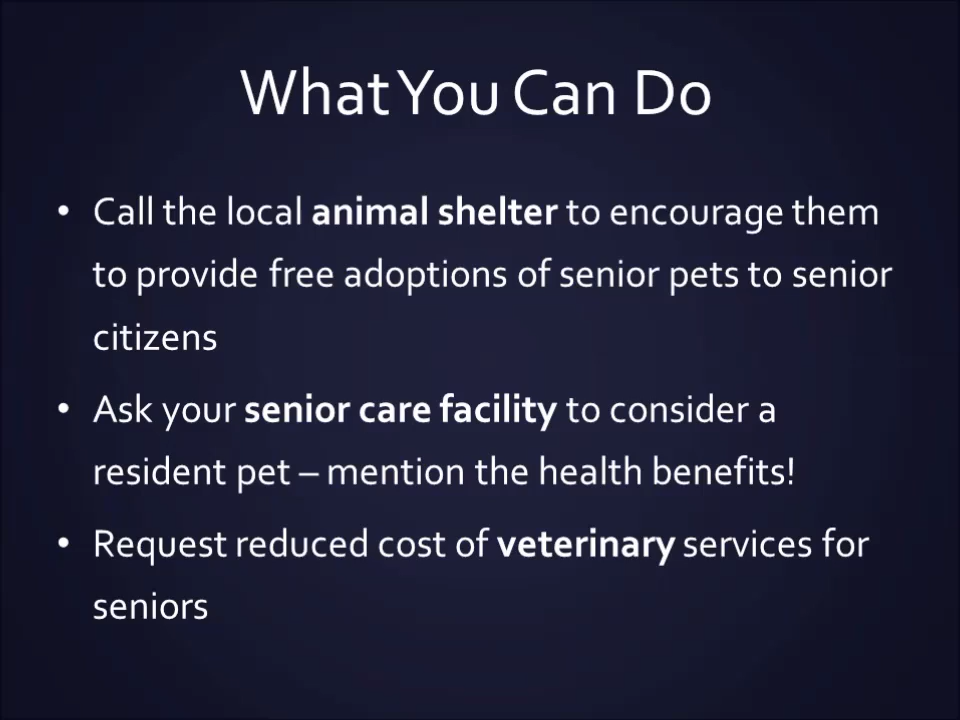 What You Can Do
• Call the local animal shelter to encourage them
to provide free adoptions of senior pets to senior
citizens
• Ask your senior care facility to consider a
resident pet – mention the health benefits!
• Request reduced cost of veterinary services for
seniors